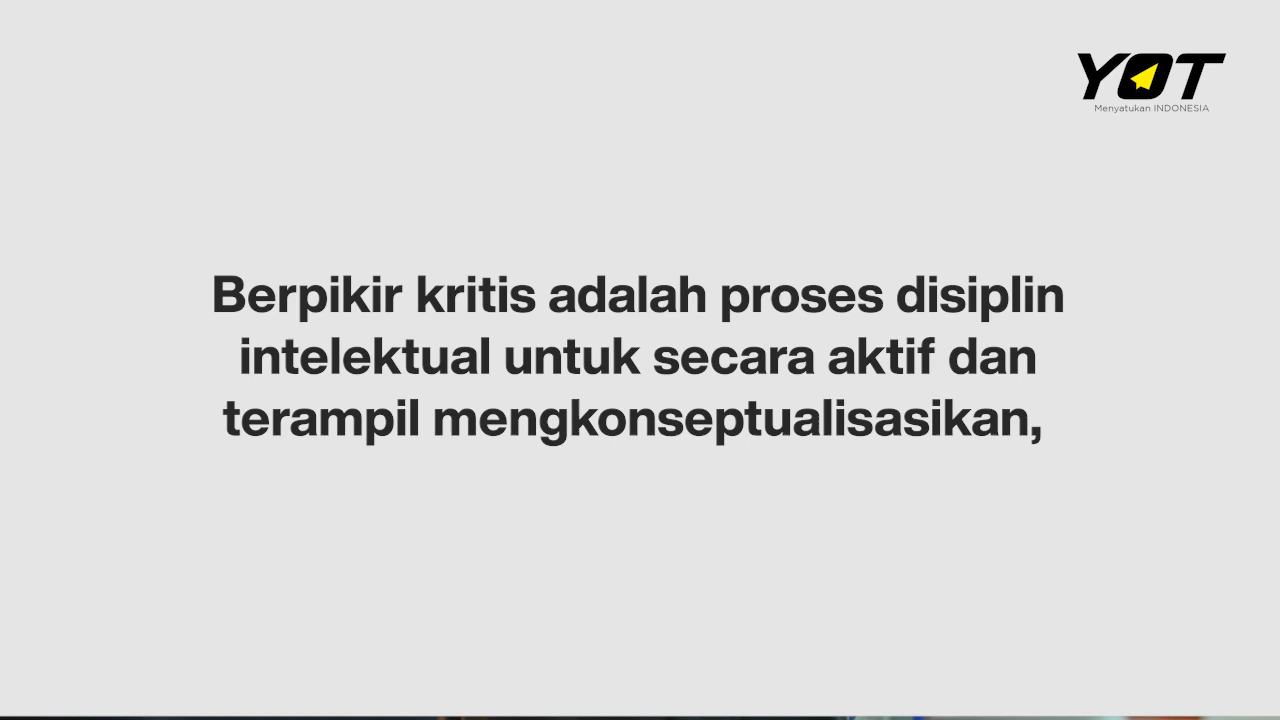 YOT
Menyatukan INDONESIA
Berpikir kritis adalah proses disiplin
intelektual untuk secara aktif dan
terampil mengkonseptualisasikan,